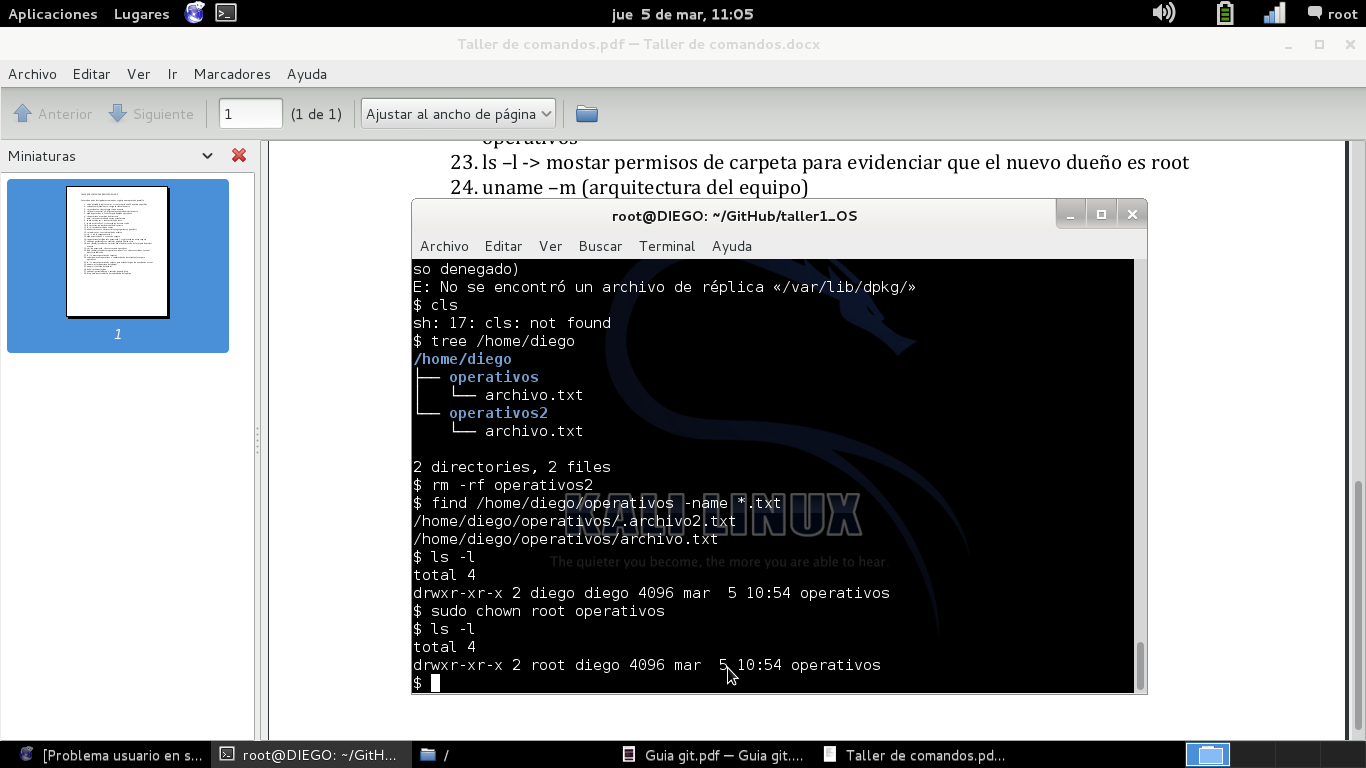 Aplicaciones Lugares jue 5 de mar, 11:05 root
Taller de comandos.pdf — Taller de comandos.docx
Archivo Editar Ver Ir Marcadores Ayuda
Anterior Siguiente 1 (1 de 1) Ajustar al ancho de página
Miniaturas
1
operativos
23. ls –l -> mostar permisos de carpeta para evidenciar que el nuevo dueño es root
24. uname –m (arquitectura del equipo)
root@DIEGO: ~/GitHub/taller1_OS
Archivo Editar Ver Buscar Terminal Ayuda
so denegado)
E: No se encontró un archivo de réplica «/var/lib/dpkg/»
$ cls
sh: 17: cls: not found
$ tree /home/diego
/home/diego
├── operativos
│   └── archivo.txt
└── operativos2
    └── archivo.txt
2 directories, 2 files
$ rm -rf operativos2
$ find /home/diego/operativos -name *.txt
/home/diego/operativos/.archivo2.txt
/home/diego/operativos/archivo.txt
$ ls -l
total 4
drwxr-xr-x 2 diego diego 4096 mar  5 10:54 operativos
$ sudo chown root operativos
$ ls -l
total 4
drwxr-xr-x 2 root diego 4096 mar  5 10:54 operativos
$
KALI LINUX
The quieter you become, the more you are able to hear.
[Problema usuario en s... root@DIEGO: ~/GitH... / Guia git.pdf — Guia git.... Taller de comandos.pd...